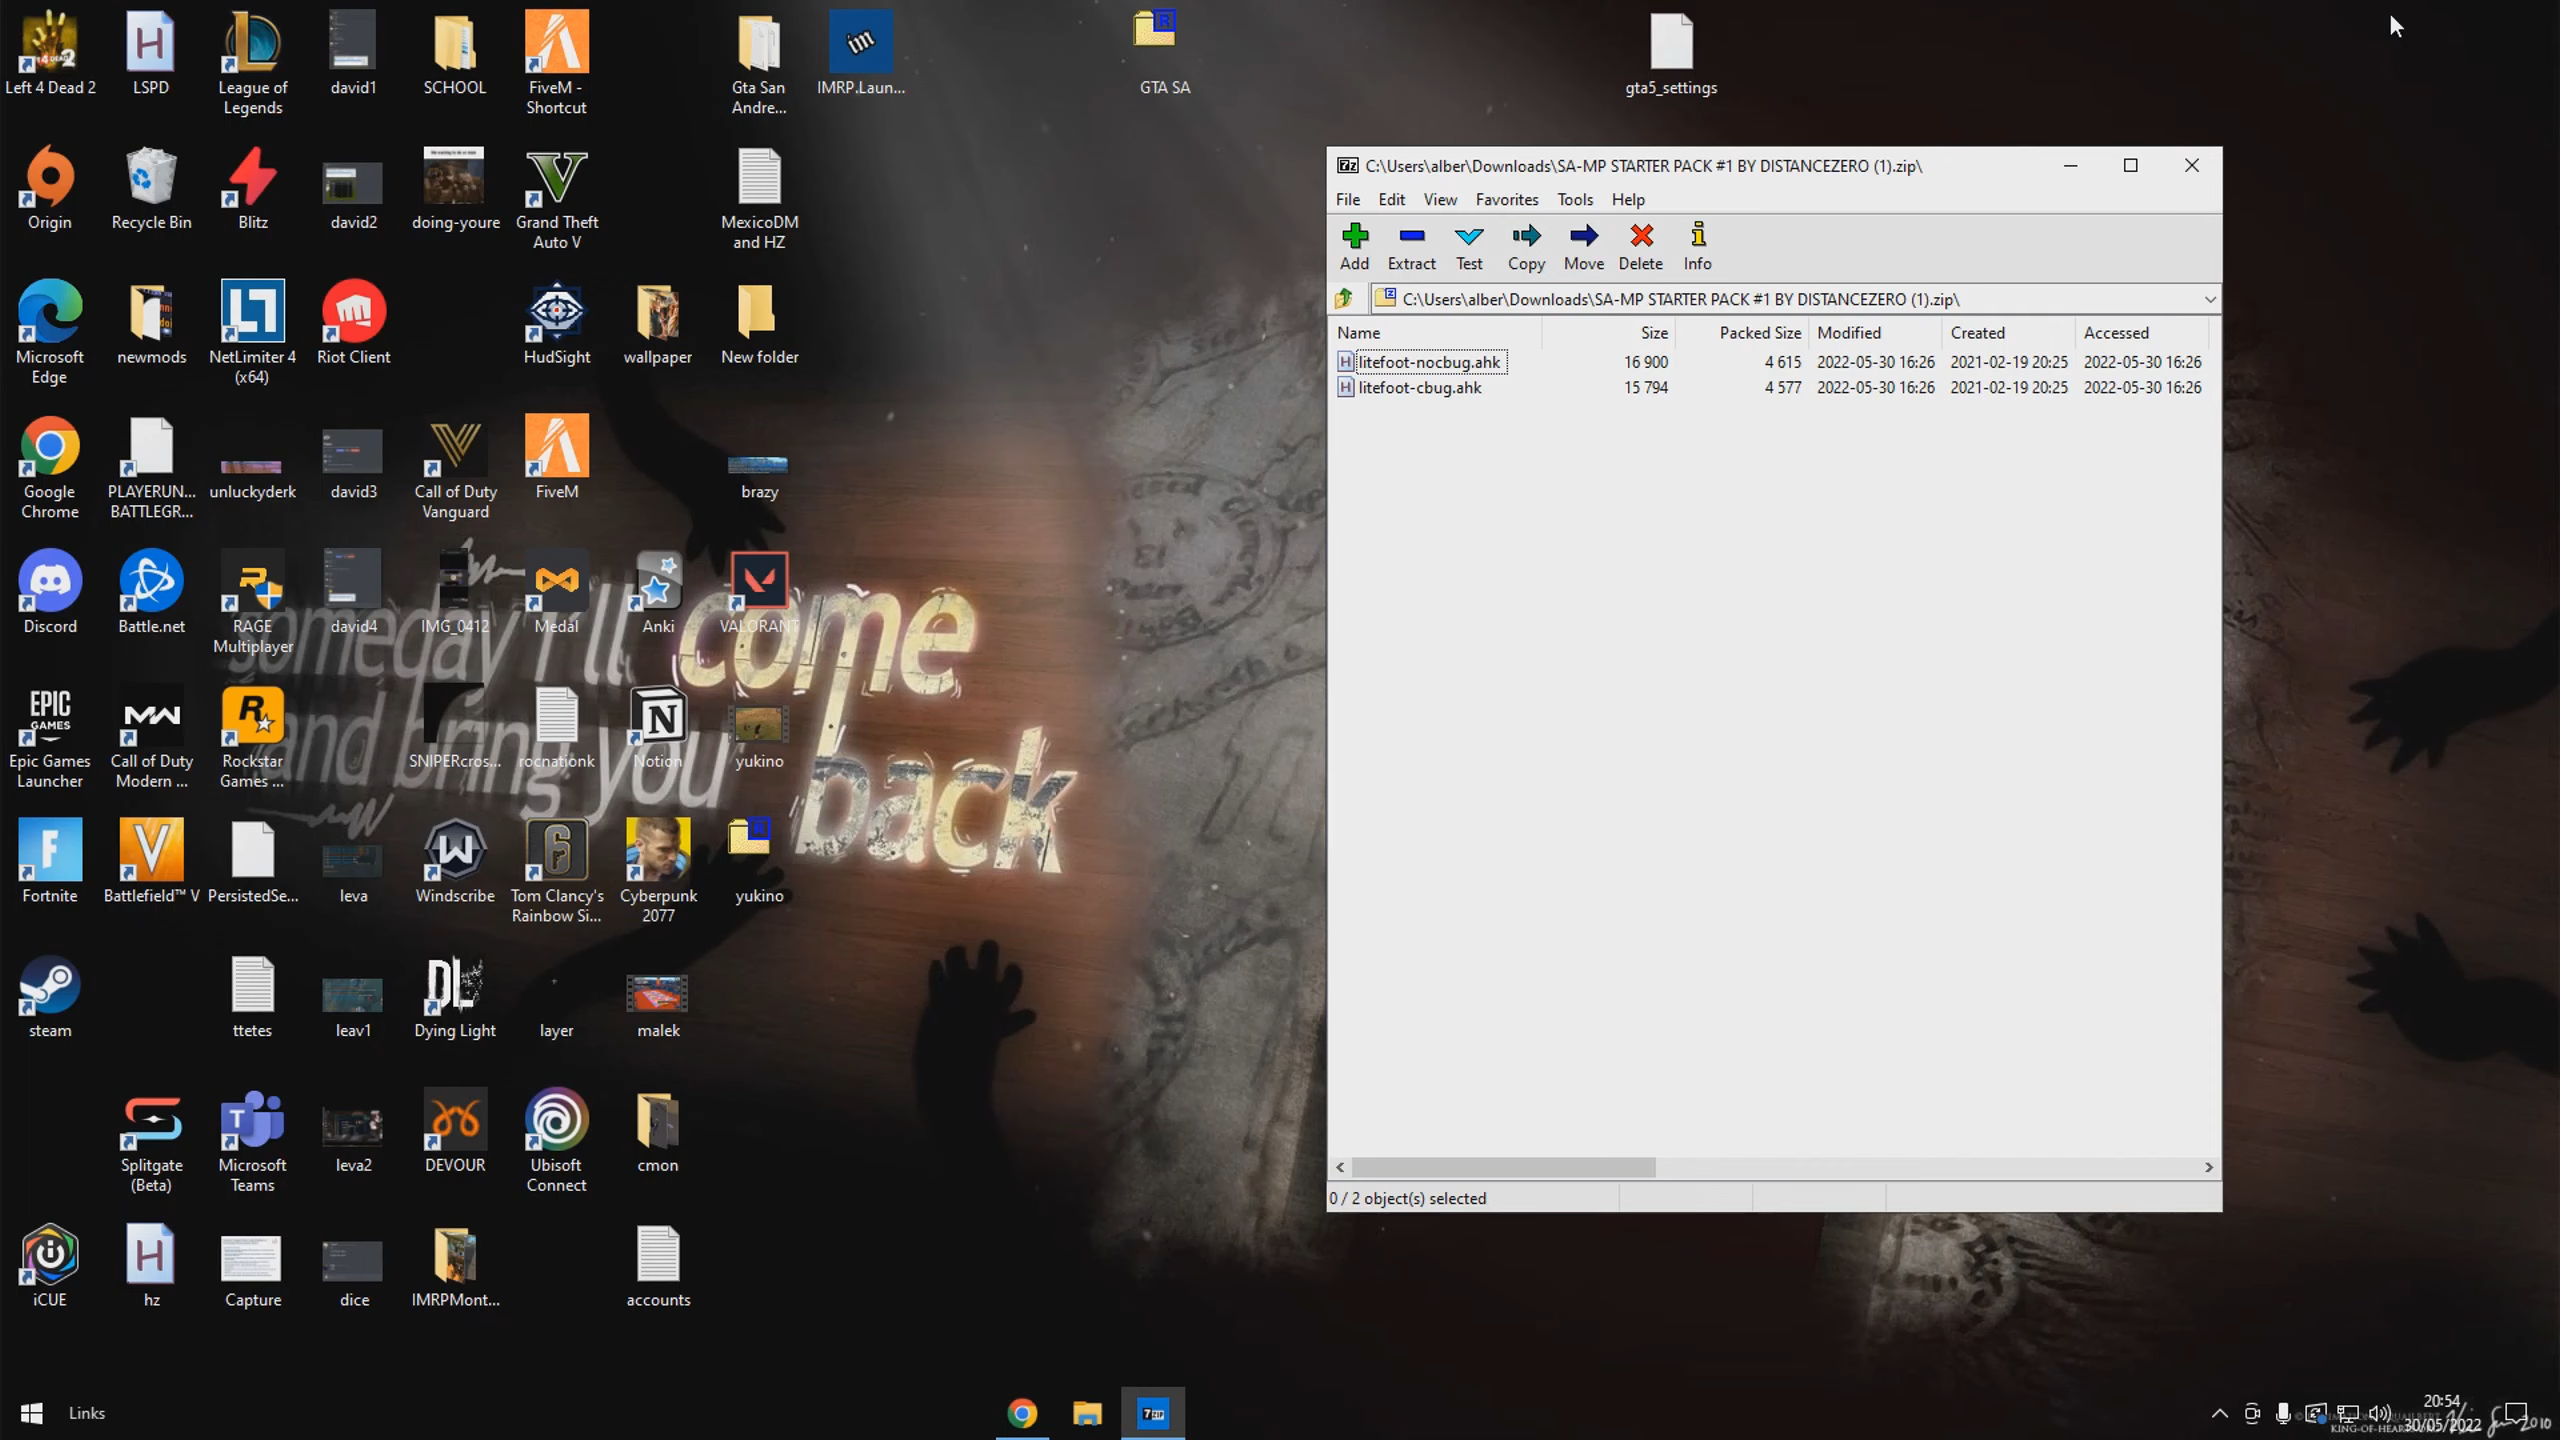 Left 4 Dead 2
LSPD
League of
Legends
david1
SCHOOL
FiveM -
Shortcut
Gta San
Andre...
IMRP.Laun...
GTA SA
gta5_settings
Origin
Recycle Bin
Blitz
david2
doing-youre
Grand Theft
Auto V
MexicoDM
and HZ
Microsoft
Edge
newmods
NetLimiter 4
(x64)
Riot Client
HudSight
wallpaper
New folder
Google
Chrome
PLAYERUN...
BATTLEGR...
unluckyderk
david3
Call of Duty
Vanguard
FiveM
brazy
Discord
Battle.net
RAGE
Multiplayer
david4
IMG_0412
Medal
Anki
VALORANT
someday i'll come
and bring you back
EPIC
GAMES
Epic Games
Launcher
Call of Duty
Modern ...
Rockstar
Games ...
SNIPERcros...
rocnationk
Notion
yukino
Fortnite
Battlefield™ V
PersistedSe...
leva
Windscribe
Tom Clancy's
Rainbow Si...
Cyberpunk
2077
yukino
steam
ttetes
leav1
Dying Light
layer
malek
Splitgate
(Beta)
Microsoft
Teams
leva2
DEVOUR
Ubisoft
Connect
cmon
iCUE
hz
Capture
dice
IMRPMont...
accounts
C:\Users\alber\Downloads\SA-MP STARTER PACK #1 BY DISTANCEZERO (1).zip\
File Edit View Favorites Tools Help
Add Extract Test Copy Move Delete Info
C:\Users\alber\Downloads\SA-MP STARTER PACK #1 BY DISTANCEZERO (1).zip\
Name Size Packed Size Modified Created Accessed
litefoot-nocbug.ahk 16 900 4 615 2022-05-30 16:26 2021-02-19 20:25 2022-05-30 16:26
litefoot-cbug.ahk 15 794 4 577 2022-05-30 16:26 2021-02-19 20:25 2022-05-30 16:26
0 / 2 object(s) selected
Links
20:54
30/05/2022
2010